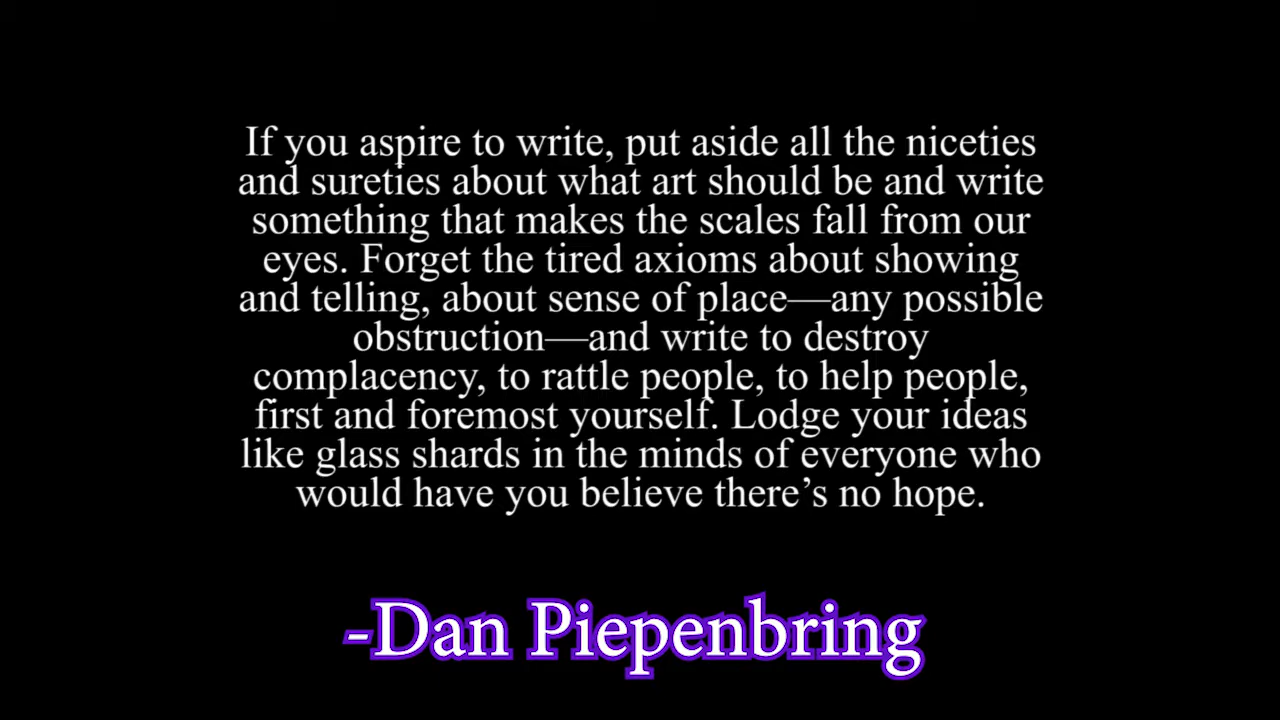 If you aspire to write, put aside all the niceties
and sureties about what art should be and write
something that makes the scales fall from our
eyes. Forget the tired axioms about showing
and telling, about sense of place—any possible
obstruction—and write to destroy
complacency, to rattle people, to help people,
first and foremost yourself. Lodge your ideas
like glass shards in the minds of everyone who
would have you believe there’s no hope.
-Dan Piepenbring